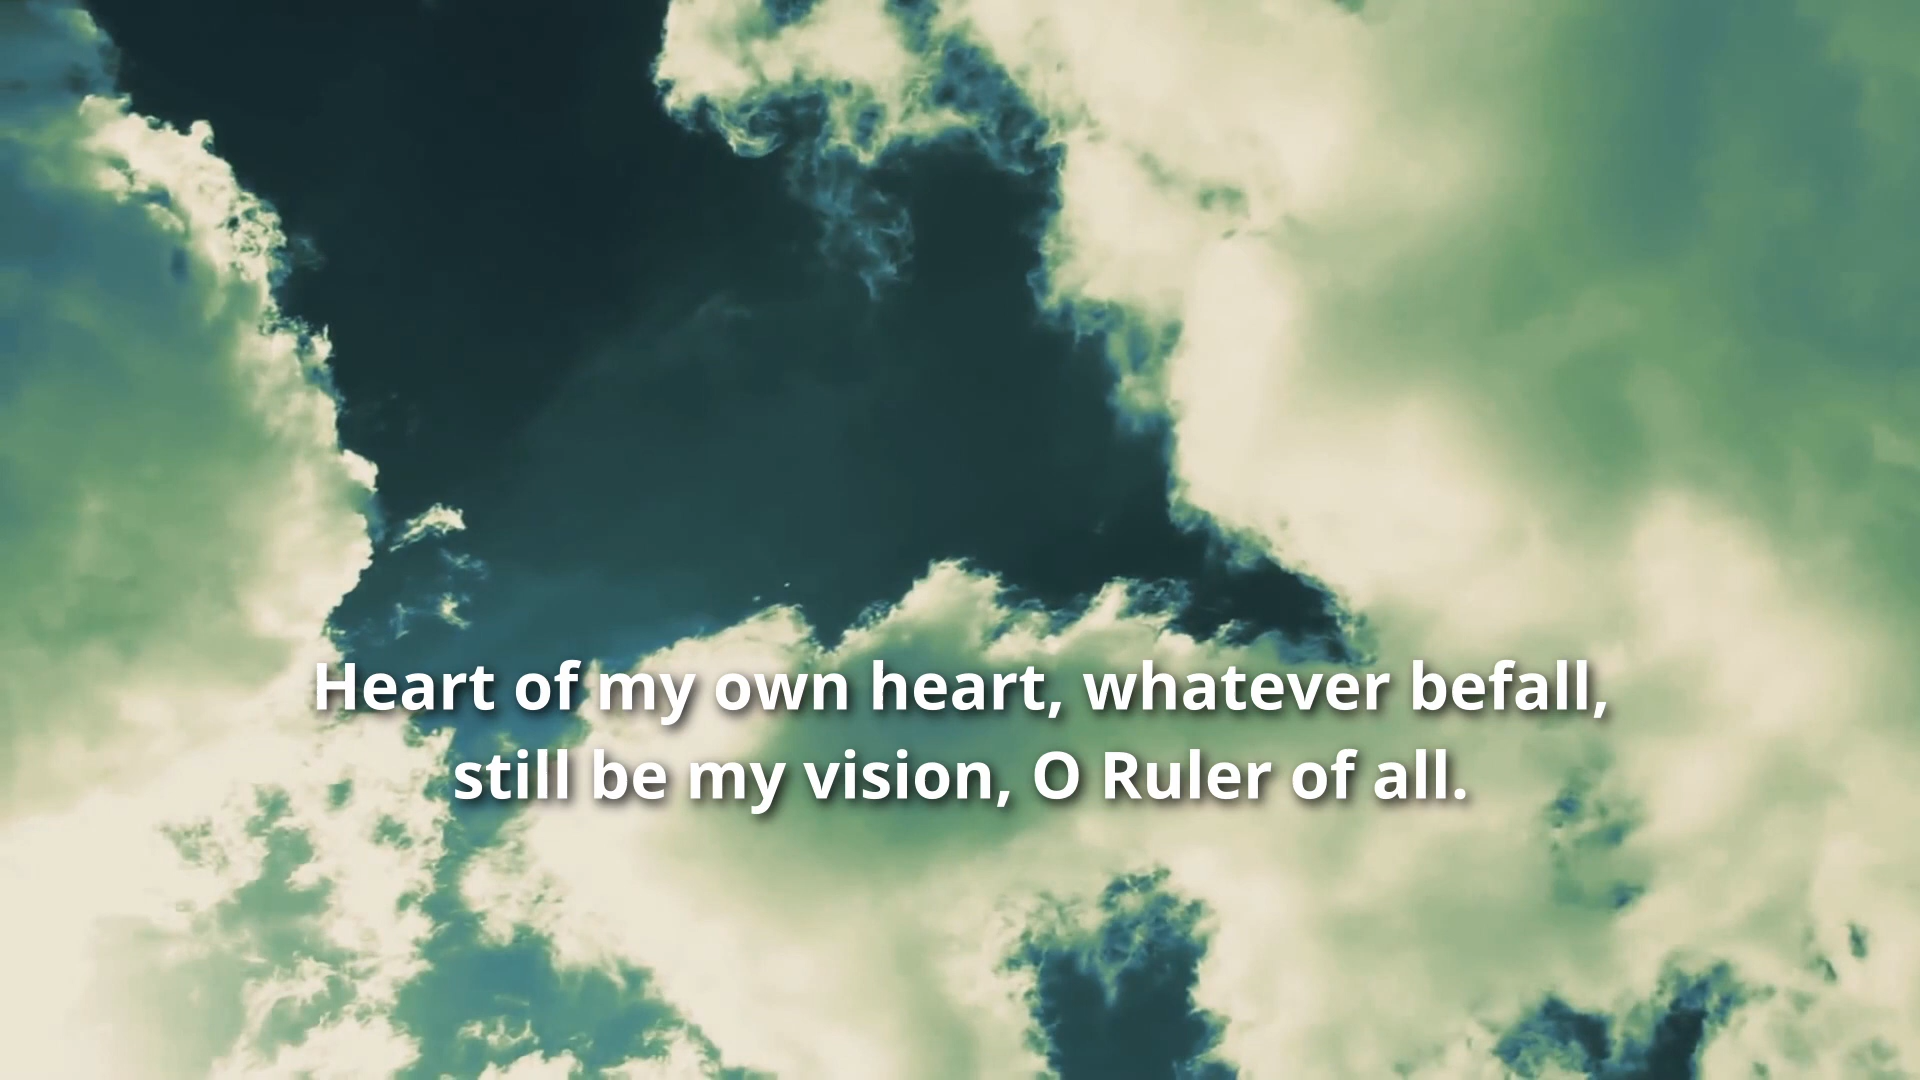 Heart of my own heart, whatever befall,
still be my vision, O Ruler of all.